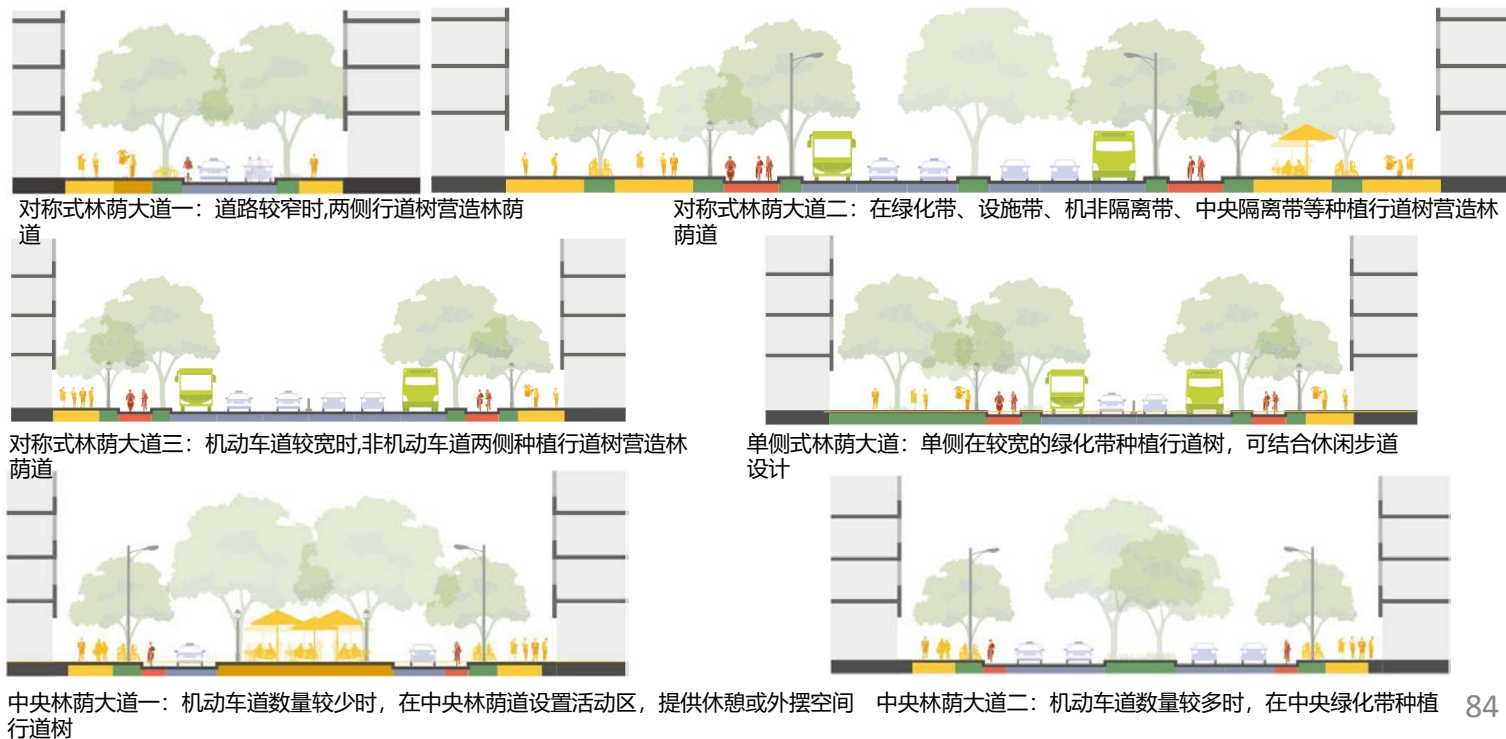 对称式林荫大道一：道路较窄时,两侧行道树营造林荫
道
对称式林荫大道二：在绿化带、设施带、机非隔离带、中央隔离带等种植行道树营造林
荫道
对称式林荫大道三：机动车道较宽时,非机动车道两侧种植行道树营造林
荫道
单侧式林荫大道：单侧在较宽的绿化带种植行道树，可结合休闲步道
设计
中央林荫大道一：机动车道数量较少时，在中央林荫道设置活动区，提供休憩或外摆空间
中央林荫大道二：机动车道数量较多时，在中央绿化带种植
行道树
84